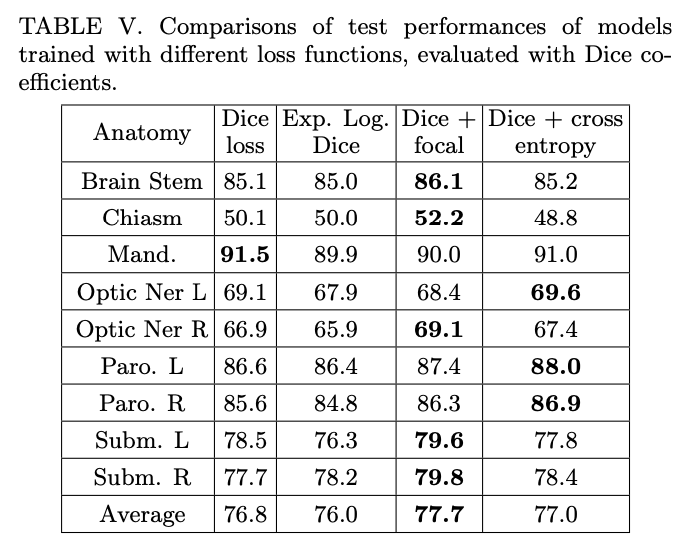 TABLE V. Comparisons of test performances of models
trained with different loss functions, evaluated with Dice co-
efficients.
Anatomy Dice loss Exp. Log. Dice Dice + focal Dice + cross entropy
Brain Stem 85.1 85.0 86.1 85.2
Chiasm 50.1 50.0 52.2 48.8
Mand. 91.5 89.9 90.0 91.0
Optic Ner L 69.1 67.9 68.4 69.6
Optic Ner R 66.9 65.9 69.1 67.4
Paro. L 86.6 86.4 87.4 88.0
Paro. R 85.6 84.8 86.3 86.9
Subm. L 78.5 76.3 79.6 77.8
Subm. R 77.7 78.2 79.8 78.4
Average 76.8 76.0 77.7 77.0